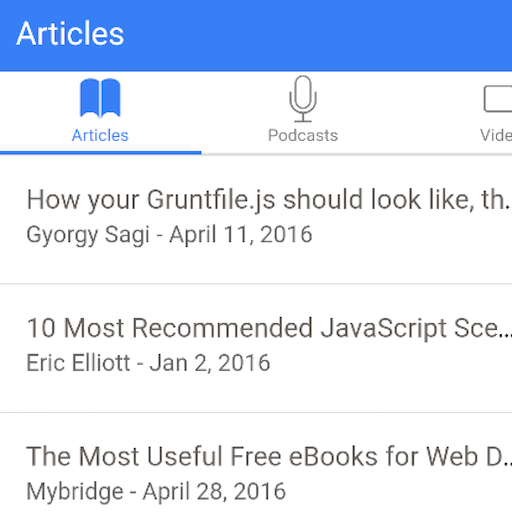 Articles
Articles
Podcasts
Vide
How your Gruntfile.js should look like, th...
Gyorgy Sagi - April 11, 2016
10 Most Recommended JavaScript Sce...
Eric Elliott - Jan 2, 2016
The Most Useful Free eBooks for Web D...
Mybridge - April 28, 2016